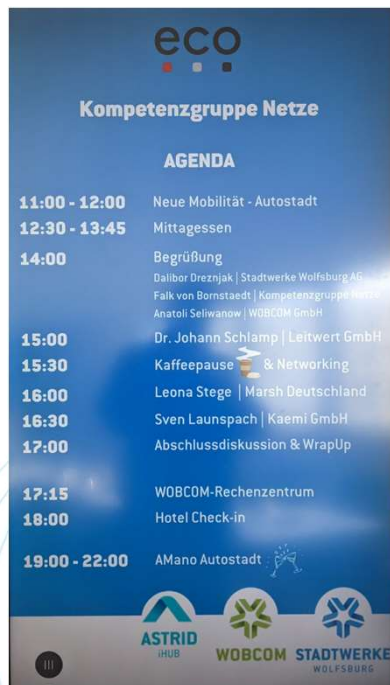 eco
Kompetenzgruppe Netze
AGENDA
11:00 - 12:00 Neue Mobilität - Autostadt
12:30 - 13:45 Mittagessen
14:00 Begrüßung
Dalibor Dreznjak | Stadtwerke Wolfsburg AG
Falk von Bornstaedt | Kompetenzgruppe Netze
Anatoli Seliwanow | WOBCOM GmbH
15:00 Dr. Johann Schlamp | Leitwert GmbH
15:30 Kaffeepause & Networking
16:00 Leona Stege | Marsh Deutschland
16:30 Sven Launspach | Kaemi GmbH
17:00 Abschlussdiskussion & WrapUp
17:15 WOBCOM-Rechenzentrum
18:00 Hotel Check-in
19:00 - 22:00 AMano Autostadt
ASTRID
iHUB
WOBCOM
STADTWERKE
WOLFSBURG